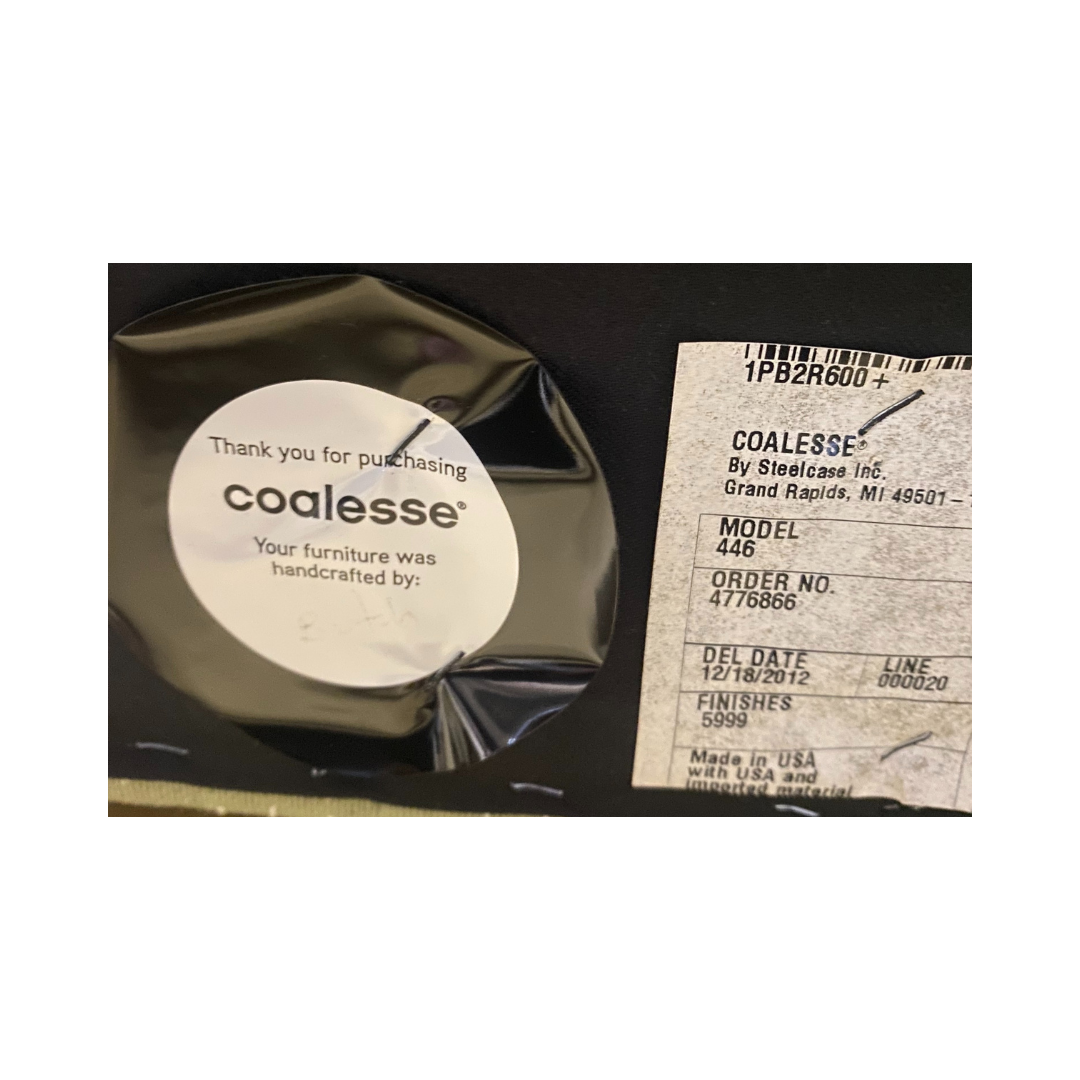 Thank you for purchasing
coalesse®
Your furniture was
handcrafted by:
1PB2R600+
COALESSE®
By Steelcase Inc.
Grand Rapids, MI 49501-
MODEL
446
ORDER NO.
4776866
DEL DATE LINE
12/18/2012 000020
FINISHES
5999
Made in USA
with USA and
imported material